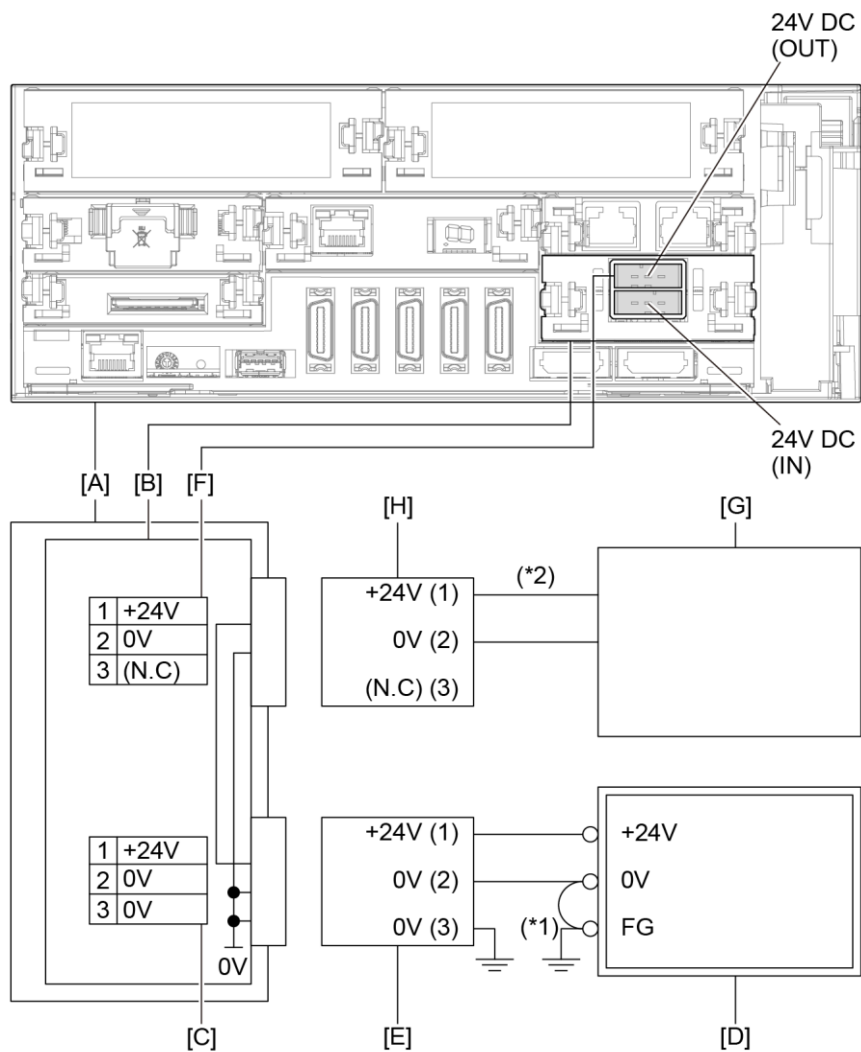 24V DC
(OUT)
24V DC
(IN)
[A] [B] [F]
[H]
[G]
1 +24V
2 0V
3 (N.C)
+24V (1)
0V (2)
(N.C) (3)
(*2)
1 +24V
2 0V
3 0V
0V
+24V (1)
0V (2)
0V (3)
(*1)
+24V
0V
FG
[C]
[E]
[D]